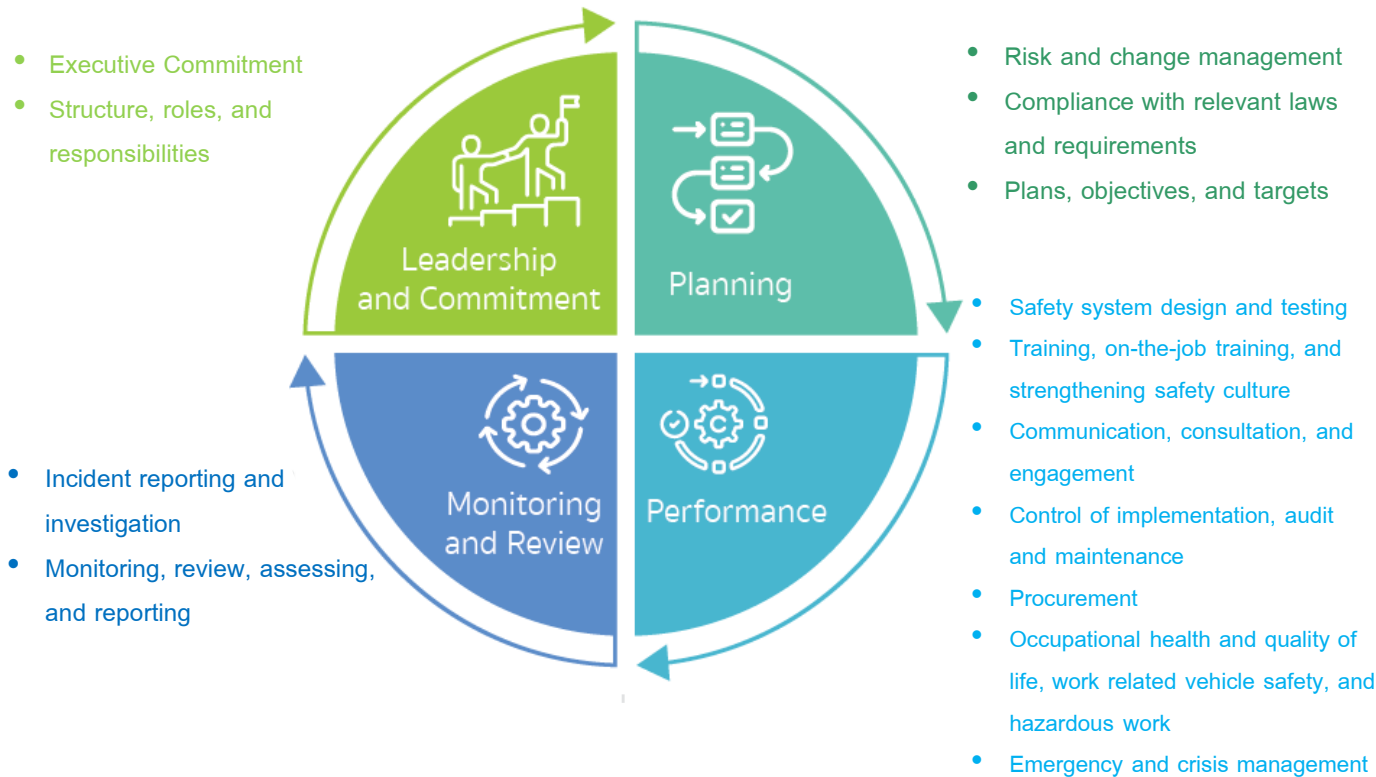 • Executive Commitment
• Structure, roles, and
responsibilities
Leadership
and Commitment
Planning
• Risk and change management
• Compliance with relevant laws
and requirements
• Plans, objectives, and targets
• Safety system design and testing
• Training, on-the-job training, and
strengthening safety culture
• Communication, consultation, and
engagement
• Control of implementation, audit
and maintenance
• Procurement
• Occupational health and quality of
life, work related vehicle safety, and
hazardous work
• Emergency and crisis management
Performance
C
Monitoring
and Review
• Incident reporting and
investigation
• Monitoring, review, assessing,
and reporting